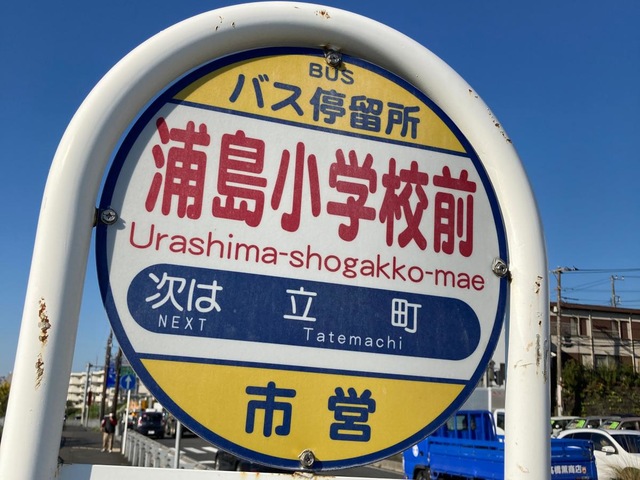 BUS
バス停留所
浦島小学校前
Urashima-shogakko-mae
次は 立町
NEXT Tatemachi
市営